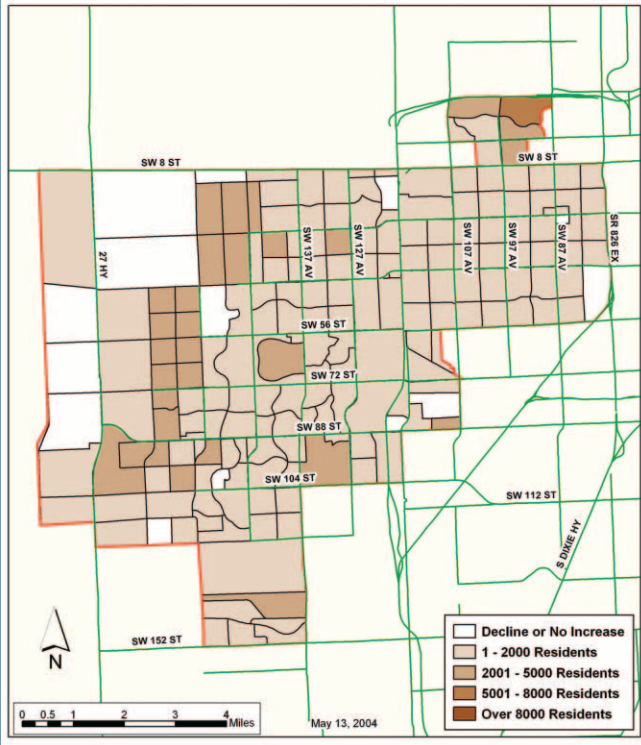 SW 8 ST
SW 8 ST
27 HY
SW 137 AV
SW 127 AV
SW 107 AV
SW 97 AV
SW 87 AV
SR 826 EX
SW 56 ST
SW 72 ST
SW 88 ST
SW 104 ST
SW 112 ST
S DIXIE HY
SW 152 ST
N
Decline or No Increase
1 - 2000 Residents
2001 - 5000 Residents
5001 - 8000 Residents
Over 8000 Residents
0 0.5 1 2 3 4
Miles
May 13, 2004